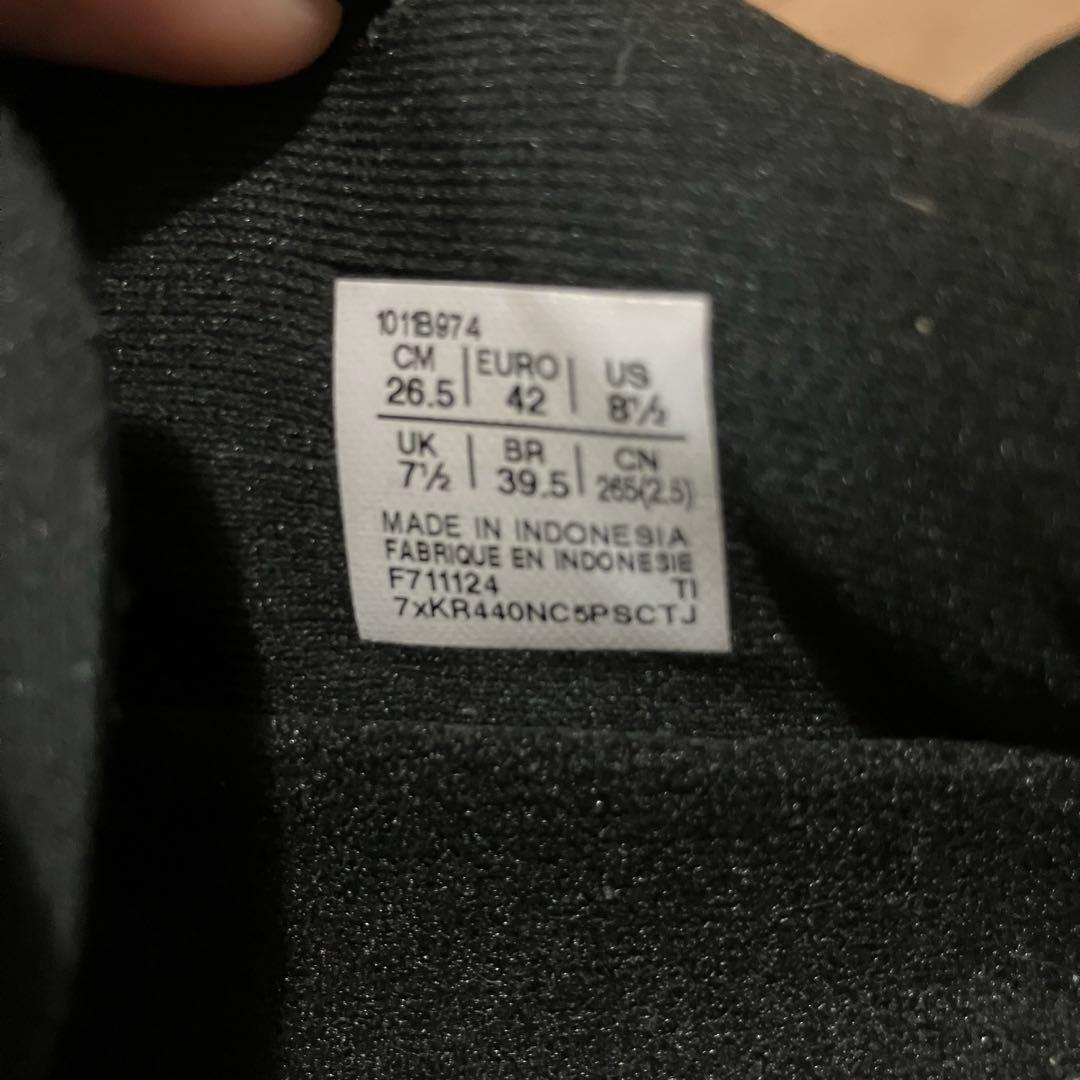 1011B974
CM | EURO | US
26.5 | 42 | 8½
UK | BR | CN
7½ | 39.5 | 265(2.5)
MADE IN INDONESIA
FABRIQUE EN INDONESIE
F711124 TI
7xKR440NC5PSCTJ